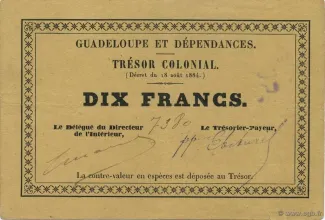 GUADELOUPE ET DÉPENDANCES.
TRÉSOR COLONIAL.
(Décret du 18 août 1884.)
DIX FRANCS.
Le Délégué du Directeur de l'Intérieur,
7580
Le Trésorier-Payeur,
La contre-valeur en espèces est déposée au Trésor.